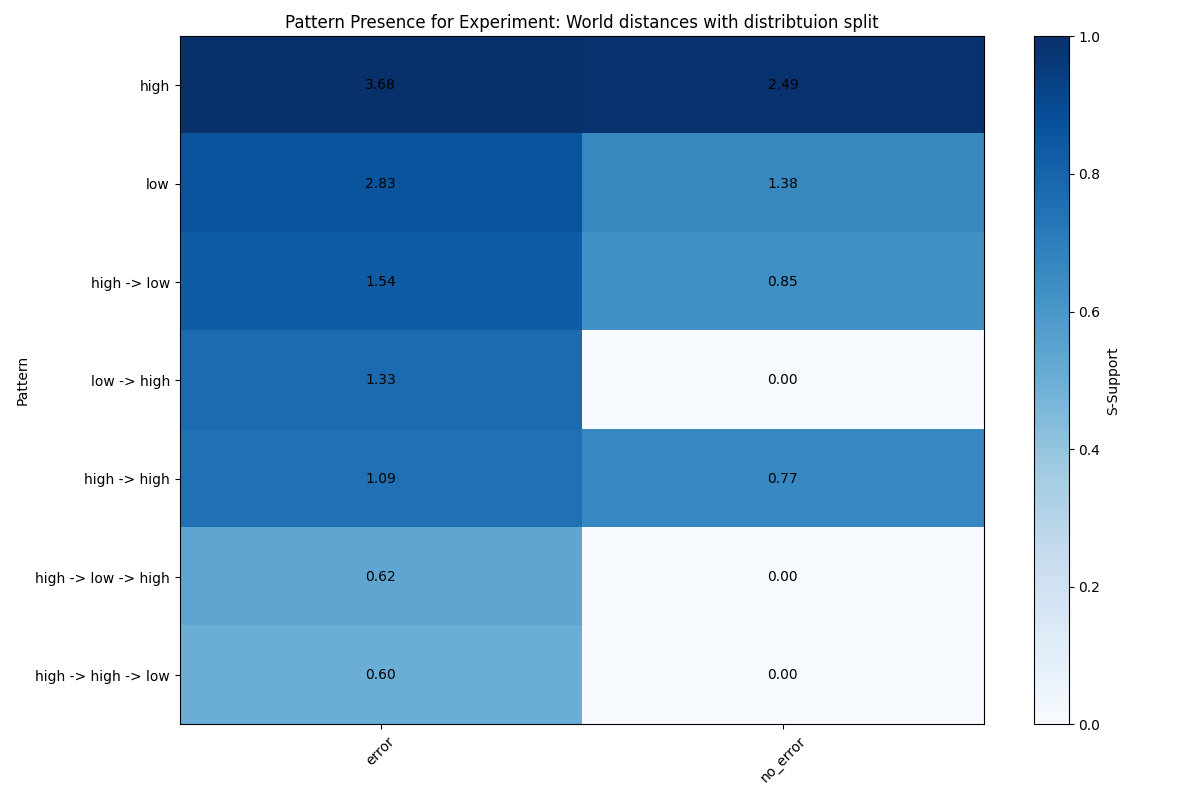 Pattern Presence for Experiment: World distances with distribtuion split
high
3.68
2.49
low
2.83
1.38
high -> low
1.54
0.85
low -> high
1.33
0.00
high -> high
1.09
0.77
high -> low -> high
0.62
0.00
high -> high -> low
0.60
0.00
Pattern
error
no_error
1.0
0.8
0.6
0.4
0.2
0.0
S-Support